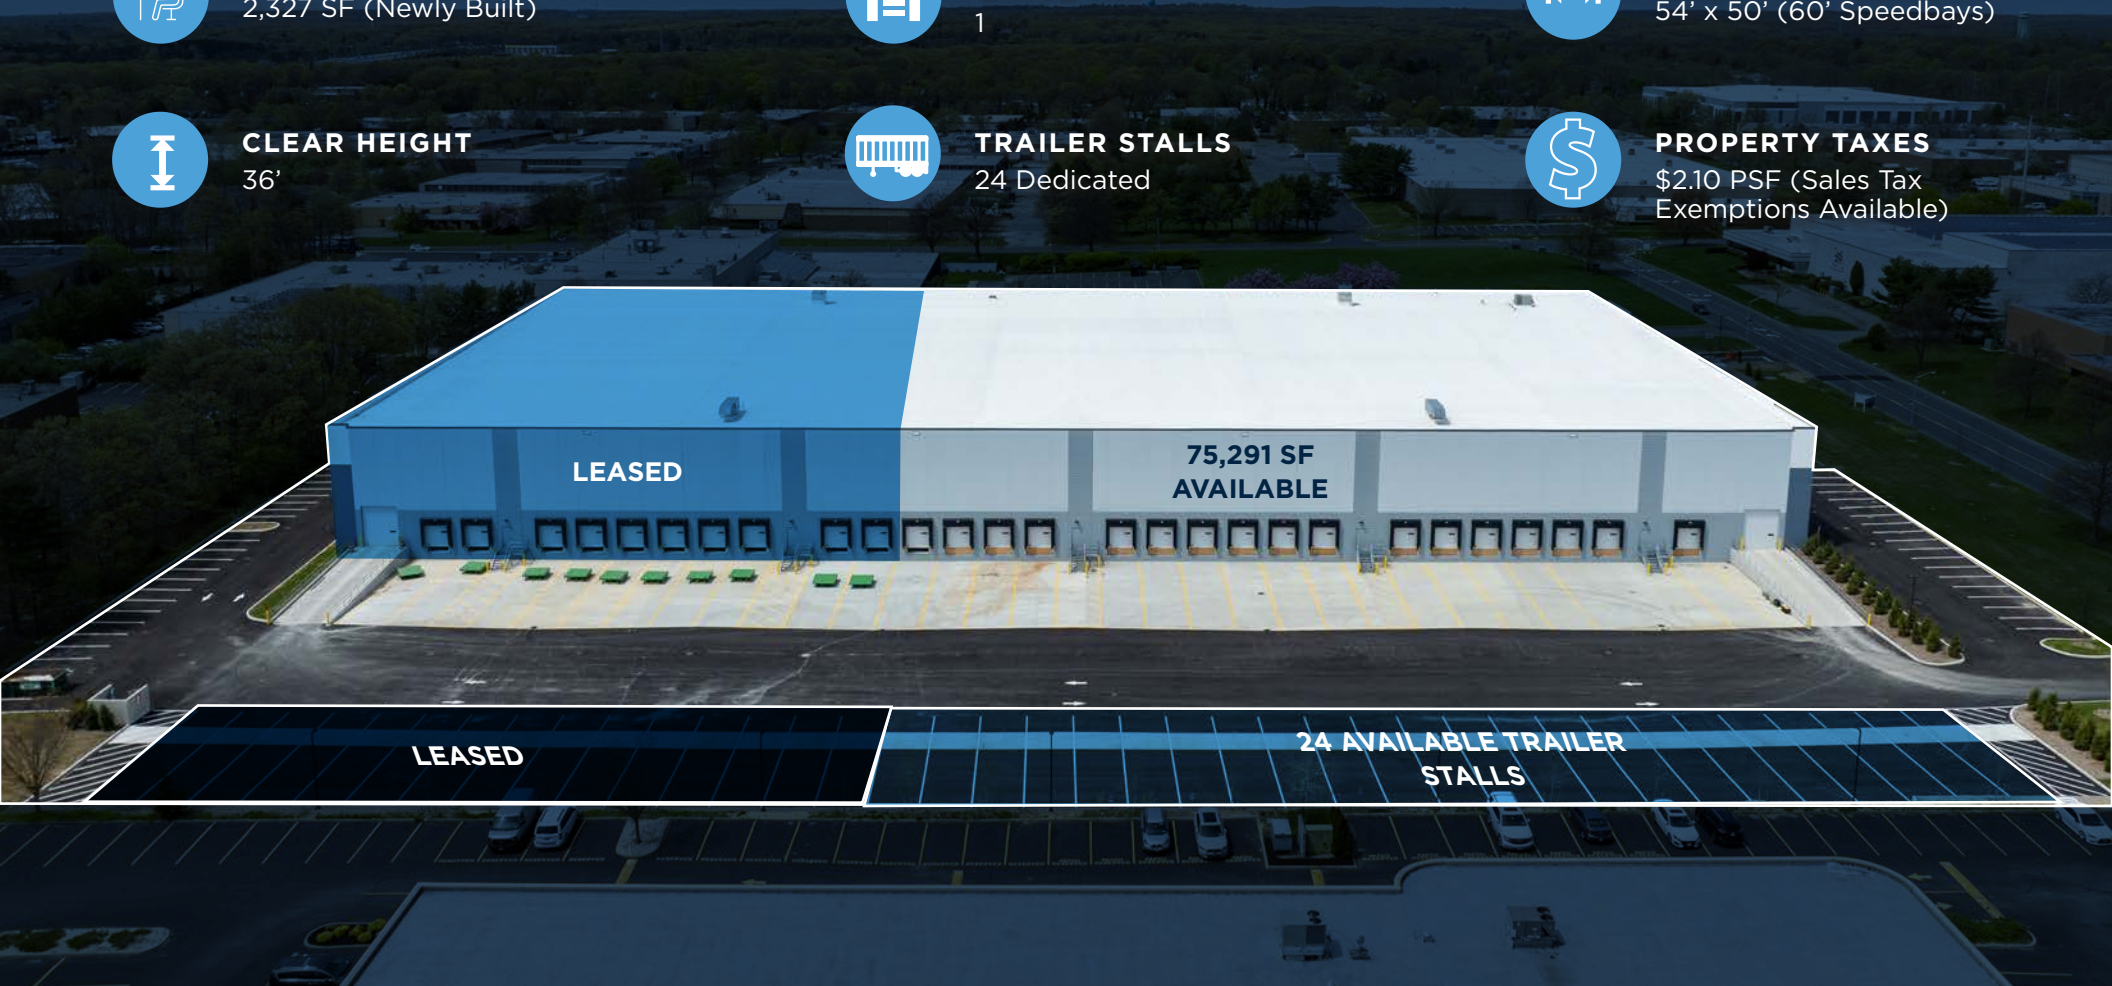 2,327 SF (Newly Built)
1
54’ x 50’ (60’ Speedbays)
CLEAR HEIGHT
36’
TRAILER STALLS
24 Dedicated
PROPERTY TAXES
$2.10 PSF (Sales Tax
Exemptions Available)
LEASED
75,291 SF
AVAILABLE
LEASED
24 AVAILABLE TRAILER
STALLS